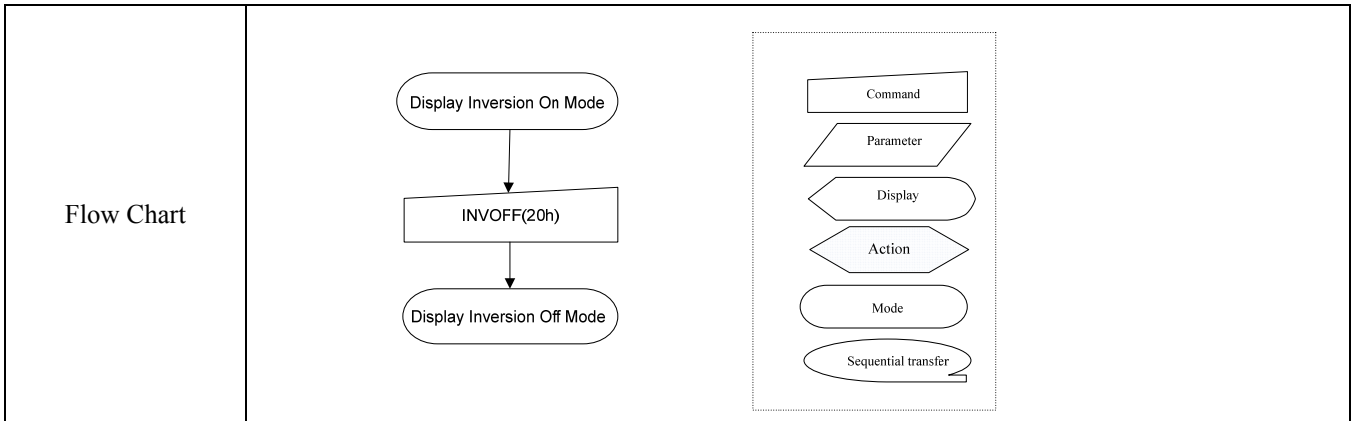 Flow Chart
Display Inversion On Mode
INVOFF(20h)
Display Inversion Off Mode
Command
Parameter
Display
Action
Mode
Sequential transfer